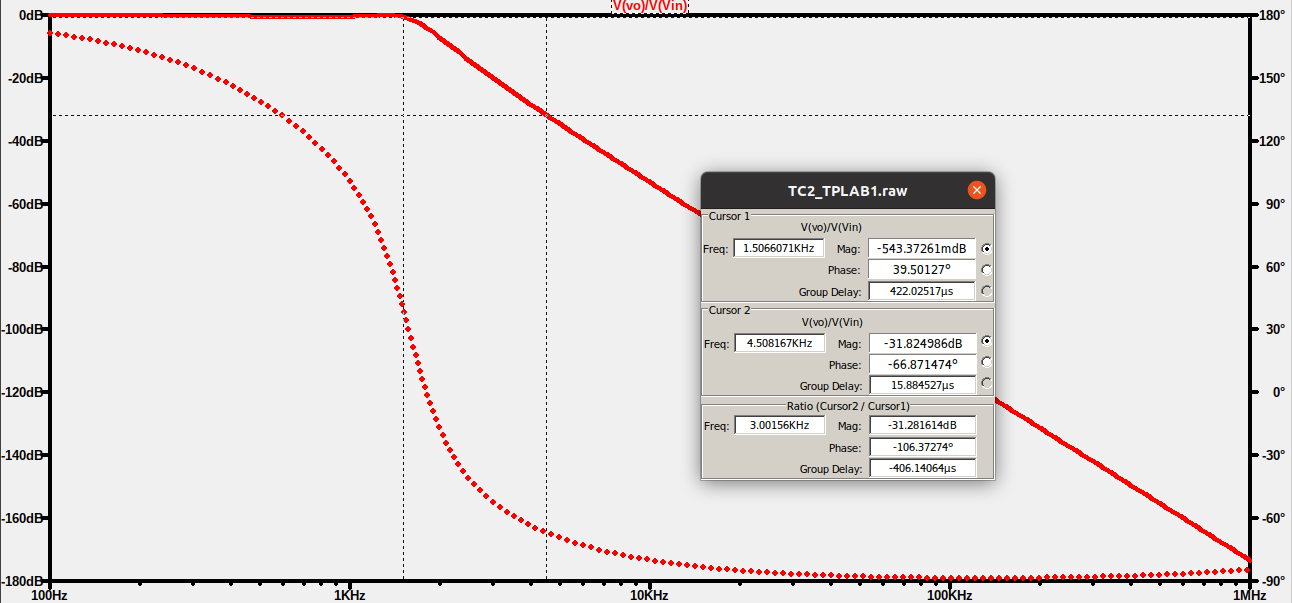 V(vo)/V(Vin)
0dB 180°
-20dB 150°
-40dB 120°
-60dB 90°
-80dB 60°
-100dB 30°
-120dB 0°
-140dB -30°
-160dB -60°
-180dB -90°
100Hz 1KHz 10KHz 100KHz 1MHz
TC2_TPLAB1.raw
Cursor 1
V(vo)/V(Vin)
Freq: 1.5066071KHz Mag: -543.37261mdB
Phase: 39.50127°
Group Delay: 422.02517µs
Cursor 2
V(vo)/V(Vin)
Freq: 4.508167KHz Mag: -31.824986dB
Phase: -66.871474°
Group Delay: 15.884527µs
Ratio (Cursor2 / Cursor1)
Freq: 3.00156KHz Mag: -31.281614dB
Phase: -106.37274°
Group Delay: -406.14064µs